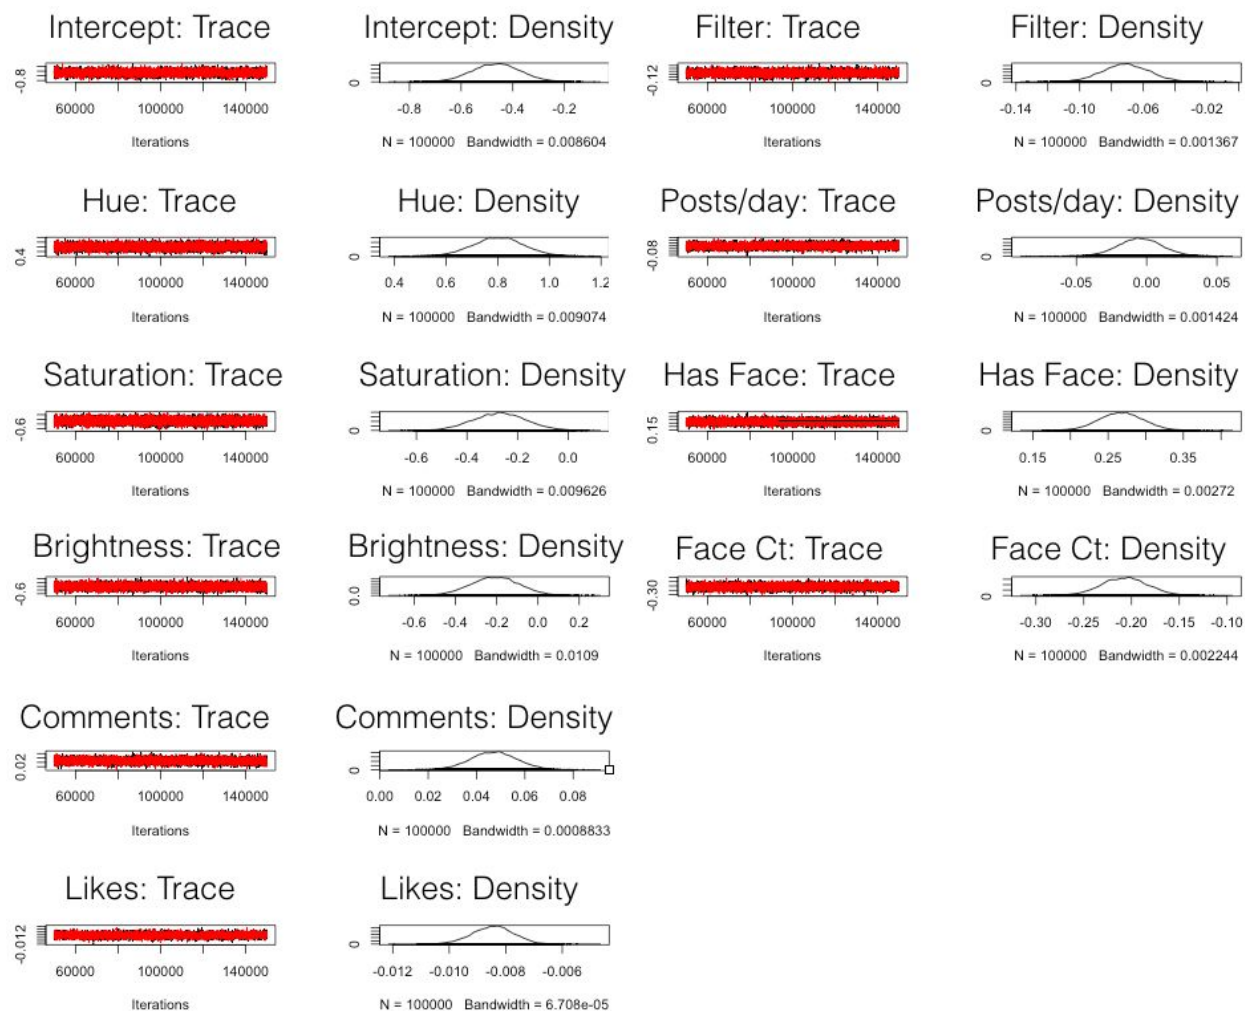 Intercept: Trace
Intercept: Density
Filter: Trace
Filter: Density
-0.8
60000 100000 140000
Iterations
0
-0.8 -0.6 -0.4 -0.2
N = 100000 Bandwidth = 0.008604
-0.12
60000 100000 140000
Iterations
0
-0.14 -0.10 -0.06 -0.02
N = 100000 Bandwidth = 0.001367
Hue: Trace
Hue: Density
Posts/day: Trace
Posts/day: Density
0.4
60000 100000 140000
Iterations
0
0.4 0.6 0.8 1.0 1.2
N = 100000 Bandwidth = 0.009074
-0.08
60000 100000 140000
Iterations
0
-0.05 0.00 0.05
N = 100000 Bandwidth = 0.001424
Saturation: Trace
Saturation: Density
Has Face: Trace
Has Face: Density
-0.6
60000 100000 140000
Iterations
0
-0.6 -0.4 -0.2 0.0
N = 100000 Bandwidth = 0.009626
0.15
60000 100000 140000
Iterations
0
0.15 0.25 0.35
N = 100000 Bandwidth = 0.00272
Brightness: Trace
Brightness: Density
Face Ct: Trace
Face Ct: Density
-0.6
60000 100000 140000
Iterations
0.0
-0.6 -0.4 -0.2 0.0 0.2
N = 100000 Bandwidth = 0.0109
-0.30
60000 100000 140000
Iterations
0
-0.30 -0.25 -0.20 -0.15 -0.10
N = 100000 Bandwidth = 0.002244
Comments: Trace
Comments: Density
0.02
60000 100000 140000
Iterations
0
0.00 0.02 0.04 0.06 0.08
N = 100000 Bandwidth = 0.0008833
Likes: Trace
Likes: Density
-0.012
60000 100000 140000
Iterations
0
-0.012 -0.010 -0.008 -0.006
N = 100000 Bandwidth = 6.708e-05